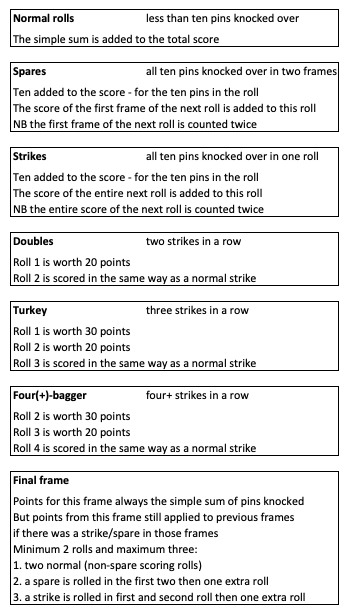 Normal rolls less than ten pins knocked over
The simple sum is added to the total score
Spares all ten pins knocked over in two frames
Ten added to the score - for the ten pins in the roll
The score of the first frame of the next roll is added to this roll
NB the first frame of the next roll is counted twice
Strikes all ten pins knocked over in one roll
Ten added to the score - for the ten pins in the roll
The score of the entire next roll is added to this roll
NB the entire score of the next roll is counted twice
Doubles two strikes in a row
Roll 1 is worth 20 points
Roll 2 is scored in the same way as a normal strike
Turkey three strikes in a row
Roll 1 is worth 30 points
Roll 2 is worth 20 points
Roll 3 is scored in the same way as a normal strike
Four(+)-bagger four+ strikes in a row
Roll 2 is worth 30 points
Roll 3 is worth 20 points
Roll 4 is scored in the same way as a normal strike
Final frame
Points for this frame always the simple sum of pins knocked
But points from this frame still applied to previous frames
if there was a strike/spare in those frames
Minimum 2 rolls and maximum three:
1. two normal (non-spare scoring rolls)
2. a spare is rolled in the first two then one extra roll
3. a strike is rolled in first and second roll then one extra roll